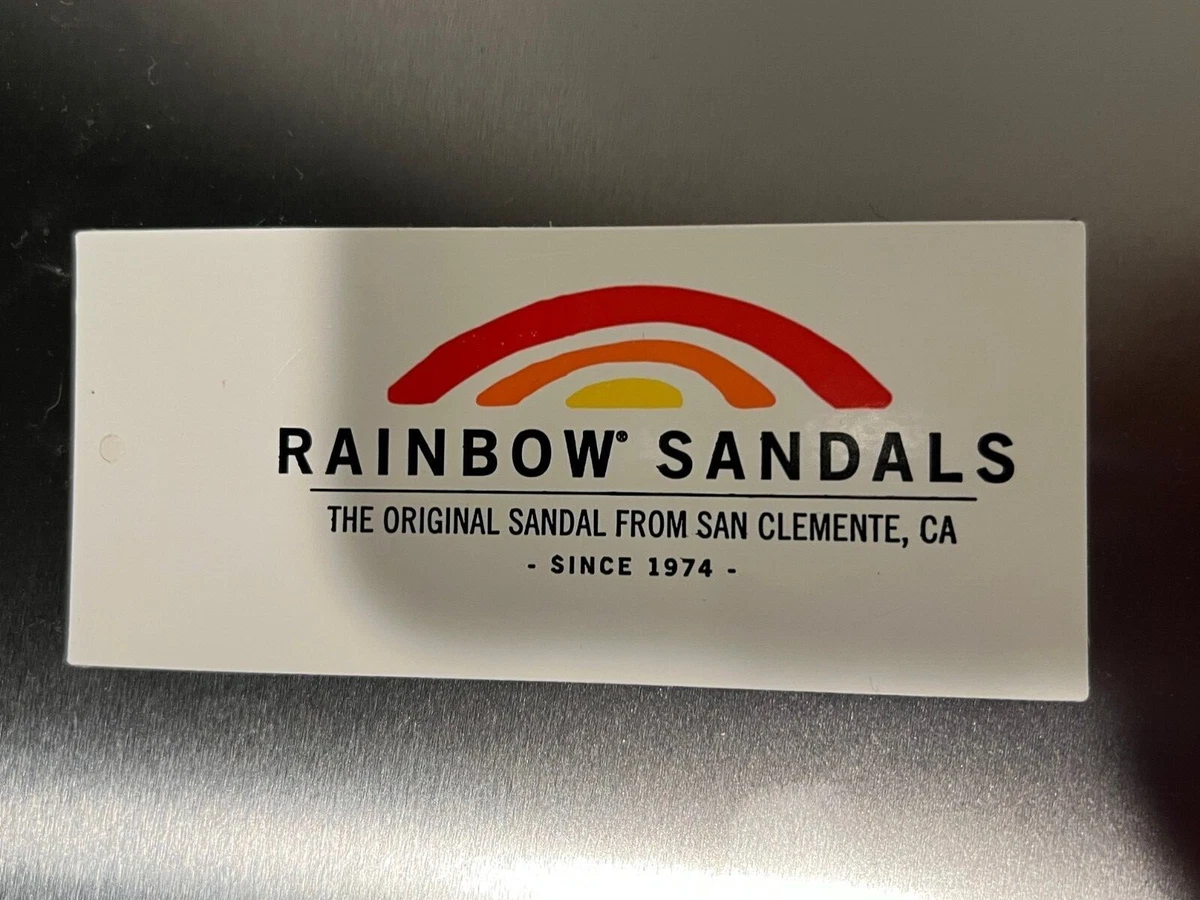 RAINBOW® SANDALS
THE ORIGINAL SANDAL FROM SAN CLEMENTE, CA
- SINCE 1974 -